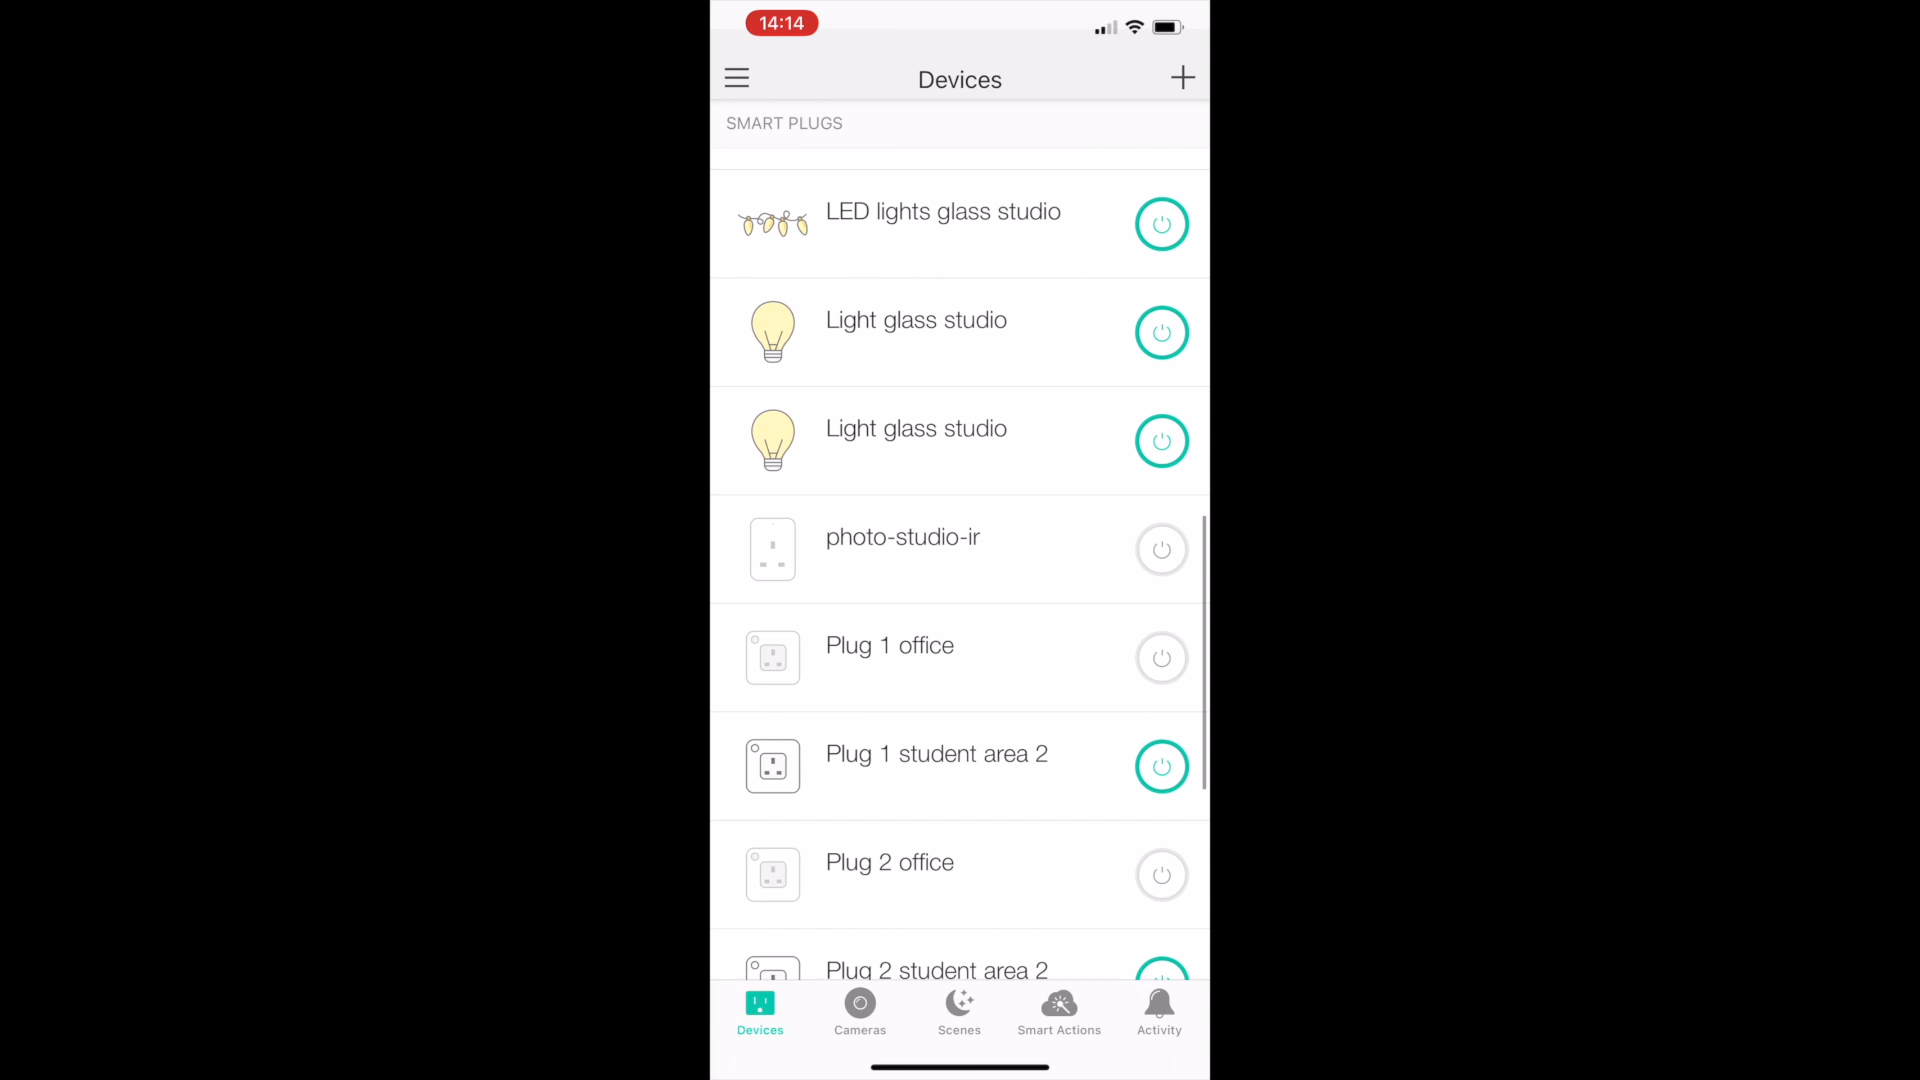 14:14
Devices
SMART PLUGS
LED lights glass studio
Light glass studio
Light glass studio
photo-studio-ir
Plug 1 office
Plug 1 student area 2
Plug 2 office
Plug 2 student area 2
Devices
Cameras
Scenes
Smart Actions
Activity